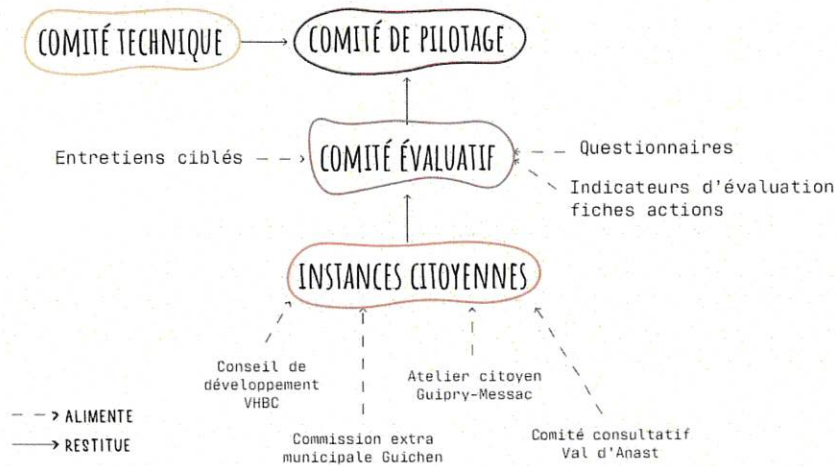 COMITÉ TECHNIQUE
COMITÉ DE PILOTAGE
Entretiens ciblés
COMITÉ ÉVALUATIF
Questionnaires
Indicateurs d'évaluation
fiches actions
INSTANCES CITOYENNES
Conseil de
développement
VHBC
Atelier citoyen
Guipry-Messac
Commission extra
municipale Guichen
Comité consultatif
Val d'Anast
ALIMENTE
RESTITUE